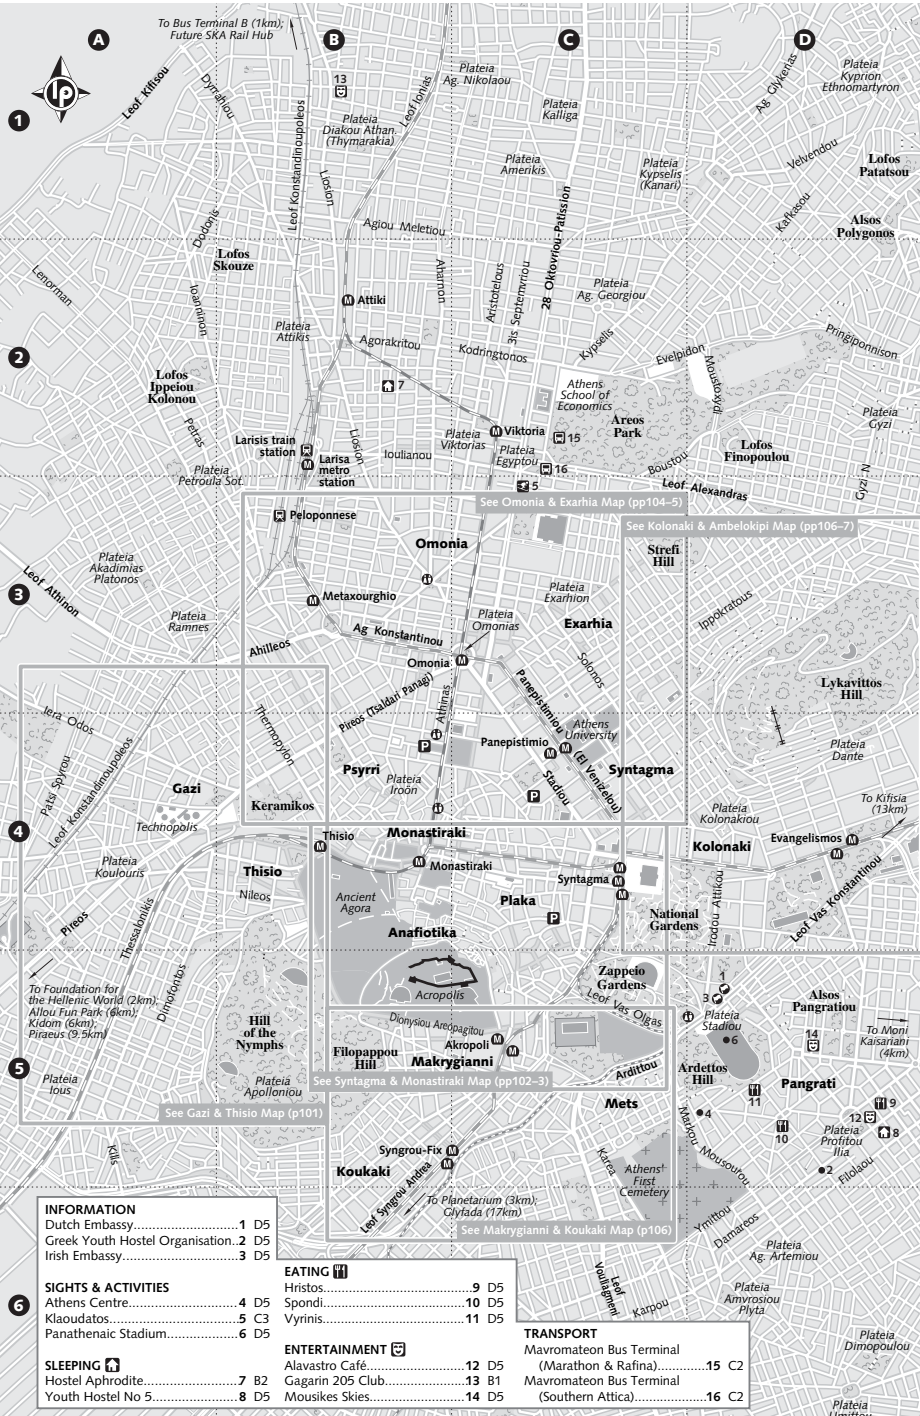 To Bus Terminal B (1km);
Future SKA Rail Hub
A
B
C
D
lp
1
Leof Kifisou
Dymahiou
Leof Konstandinoupoleos
13
Plateia
Diakou Athan.
(Thymarakia)
Leof Ionias
Plateia
Ag. Nikolaou
Plateia
Kalliga
Plateia
Amerikis
Plateia
Kypselis
(Kanari)
Ag Glykerias
Plateia
Kyprion
Ethnomartyron
Velvendou
Lofos
Patatsou
Kafkasou
Alsos
Polygonos
Liosion
Agiou Meletiou
28 Oktovriou-Patission
Dodonis
Lofos
Skouze
Lenorman
Ioanninon
Attiki
Aharnon
Aristotelous
3is Septemvriou
Plateia
Ag. Georgiou
Plateia
Attikis
Agorakritou
Kodringtonos
Kypselis
Evelpidon
Moustoxydi
Pringiponnison
2
Lofos
Ippeiou
Kolonou
7
Athens
School of
Economics
Areos
Park
Plateia
Gyzi
Petras
Larisis train
station
Larisa
metro
station
Liosion
Ioulianou
Plateia
Viktorias
Viktoria
Plateia
Egyptou
15
16
Boustou
Lofos
Finopoulou
Gyzi N
Plateia
Petroula Sot.
5
Leof Alexandras
See Omonia & Exarhia Map (pp104–5)
See Kolonaki & Ambelokipi Map (pp106–7)
Peloponnese
Omonia
Strefi
Hill
Plateia
Akadimias
Platonos
3
Leof Athinon
Metaxourghio
Plateia
Exarhion
Exarhia
Ippokratous
Plateia
Ramnes
Ahilleos
Ag Konstantinou
Plateia
Omonias
Omonia
Solonos
Lykavittos
Hill
Pireos (Tsaldari Panagi)
Athinas
Panepistimiou
(El Venizelou)
Iera Odos
Thermopylon
Athens
University
Panepistimio
Plateia
Dante
Patsi Spyrou
Leof Konstandinoupoleos
Gazi
Psyrri
Plateia
Iroön
P
Stadiou
Syntagma
P
Keramikos
Technopolis
Plateia
Kolonakiou
To Kifisia
(13km)
4
Thisio
Monastiraki
Kolonaki
Evangelismos
Plateia
Koulouris
Thisio
Monastiraki
Syntagma
Nileos
Ancient
Agora
Plaka
P
Irodou Attikou
Leof Vas Konstantinou
Pireos
Thessalonikis
Anafiotika
National
Gardens
To Foundation for
the Hellenic World (2km);
Allou Fun Park (6km);
Kidom (6km);
Piraeus (9.5km)
Dimofontos
Acropolis
Zappeio
Gardens
Leof Vas Olgas
1
3
Plateia
Stadiou
Alsos
Pangratiou
Hill
of the
Nymphs
Dionysiou Areopagitou
Akropoli
6
14
To Moni
Kaisariani
(4km)
5
Filopappou
Hill
Makrygianni
Ardittou
Ardettos
Hill
Pangrati
Plateia
Ious
Plateia
Apolloniou
See Syntagma & Monastiraki Map (pp102–3)
See Gazi & Thisio Map (p101)
Mets
11
4
9
12
8
10
Plateia
Profitou
Ilia
Markou Mousourou
Kills
Syngrou-Fix
Koukaki
Karea
Athens'
First
Cemetery
2
Filolaou
Leof Syngrou Andrea
To Planetarium (3km);
Glyfada (17km)
See Makrygianni & Koukaki Map (p106)
Ymittou
Damareos
Plateia
Ag. Artemiou
Leof
Vouliagmeni
Karpou
Plateia
Amvrosiou
Plyta
Plateia
Dimopoulou
Plateia
6
INFORMATION
Dutch Embassy...........................1 D5
Greek Youth Hostel Organisation..2 D5
Irish Embassy..............................3 D5
SIGHTS & ACTIVITIES
Athens Centre............................4 D5
Klaoudatos................................5 C3
Panathenaic Stadium...................6 D5
SLEEPING
Hostel Aphrodite........................7 B2
Youth Hostel No 5......................8 D5
EATING
Hristos......................................9 D5
Spondi....................................10 D5
Vyrinis....................................11 D5
ENTERTAINMENT
Alavastro Café.........................12 D5
Gagarin 205 Club.....................13 B1
Mousikes Skies.........................14 D5
TRANSPORT
Mavromateon Bus Terminal
(Marathon & Rafina).............15 C2
Mavromateon Bus Terminal
(Southern Attica)...................16 C2